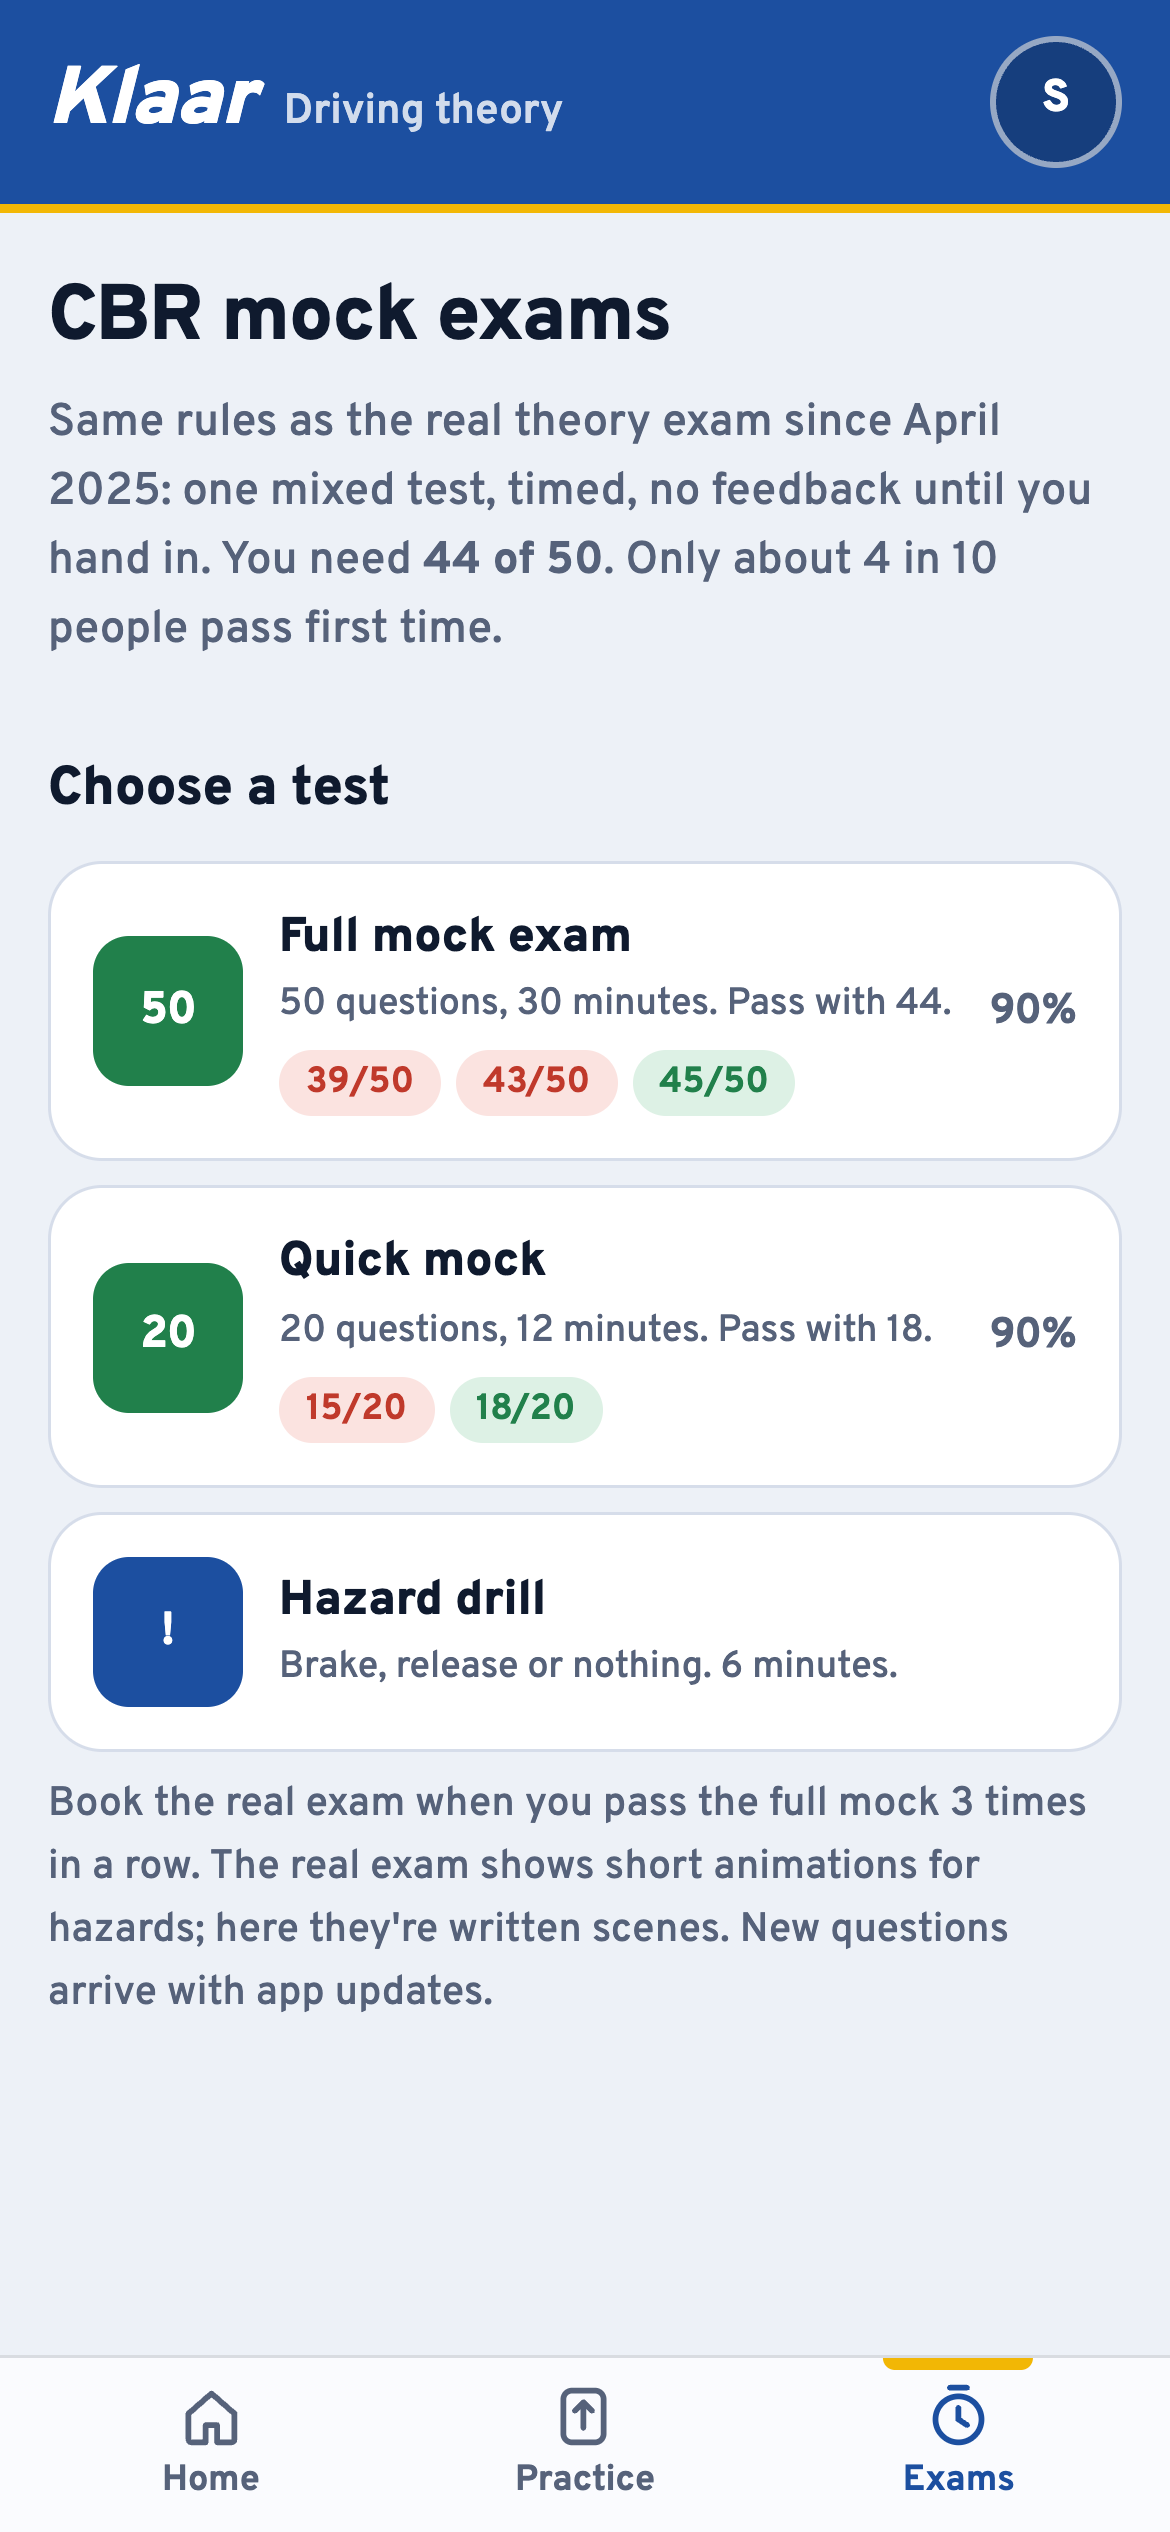 Klaar Driving theory
S
CBR mock exams
Same rules as the real theory exam since April
2025: one mixed test, timed, no feedback until you
hand in. You need 44 of 50. Only about 4 in 10
people pass first time.
Choose a test
50
Full mock exam
50 questions, 30 minutes. Pass with 44.
39/50 43/50 45/50
90%
20
Quick mock
20 questions, 12 minutes. Pass with 18.
15/20 18/20
90%
!
Hazard drill
Brake, release or nothing. 6 minutes.
Book the real exam when you pass the full mock 3 times
in a row. The real exam shows short animations for
hazards; here they're written scenes. New questions
arrive with app updates.
Home Practice Exams